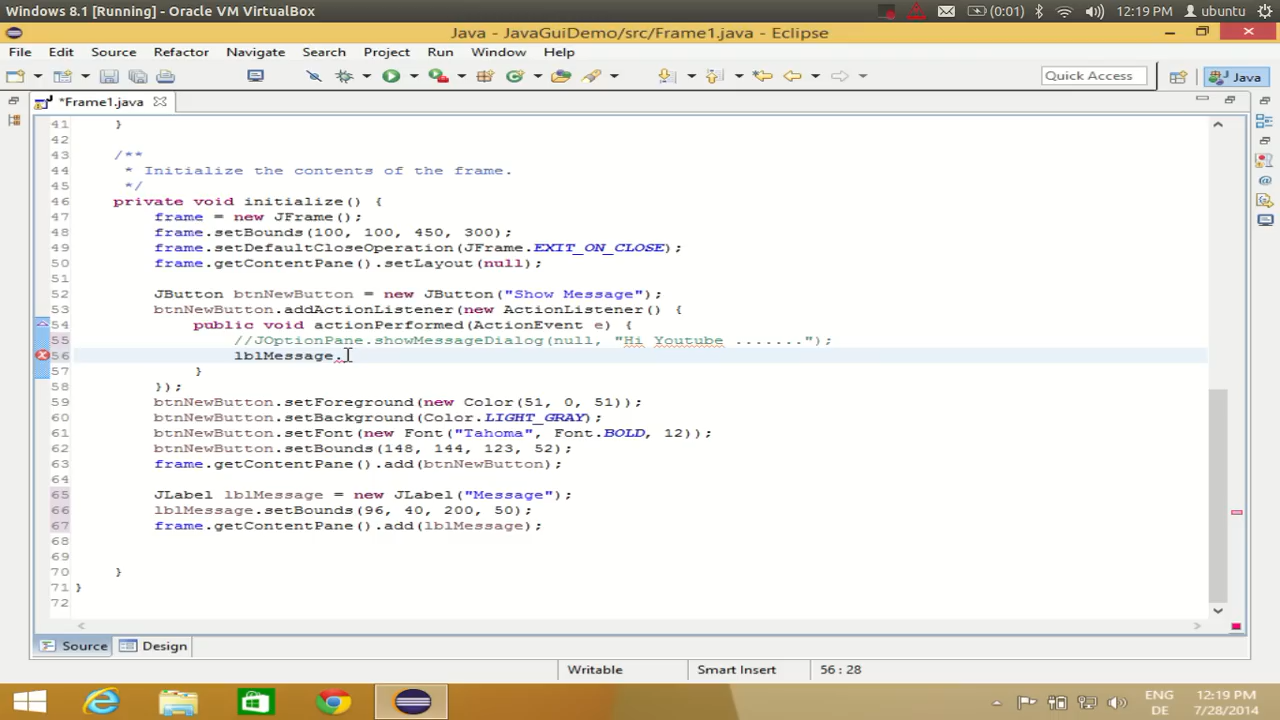 Windows 8.1 [Running] - Oracle VM VirtualBox
(0:01)
12:19 PM
ubuntu
Java - JavaGuiDemo/src/Frame1.java - Eclipse
File Edit Source Refactor Navigate Search Project Run Window Help
Quick Access
Java
*Frame1.java
41 }
42
43 /**
44 * Initialize the contents of the frame.
45 */
46 private void initialize() {
47 frame = new JFrame();
48 frame.setBounds(100, 100, 450, 300);
49 frame.setDefaultCloseOperation(JFrame.EXIT_ON_CLOSE);
50 frame.getContentPane().setLayout(null);
51
52 JButton btnNewButton = new JButton("Show Message");
53 btnNewButton.addActionListener(new ActionListener() {
54 public void actionPerformed(ActionEvent e) {
55 //JOptionPane.showMessageDialog(null, "Hi Youtube .......");
56 lblMessage.
57 }
58 });
59 btnNewButton.setForeground(new Color(51, 0, 51));
60 btnNewButton.setBackground(Color.LIGHT_GRAY);
61 btnNewButton.setFont(new Font("Tahoma", Font.BOLD, 12));
62 btnNewButton.setBounds(148, 144, 123, 52);
63 frame.getContentPane().add(btnNewButton);
64
65 JLabel lblMessage = new JLabel("Message");
66 lblMessage.setBounds(96, 40, 200, 50);
67 frame.getContentPane().add(lblMessage);
68
69
70 }
71 }
72
Source Design
Writable Smart Insert 56 : 28
ENG 12:19 PM
DE 7/28/2014